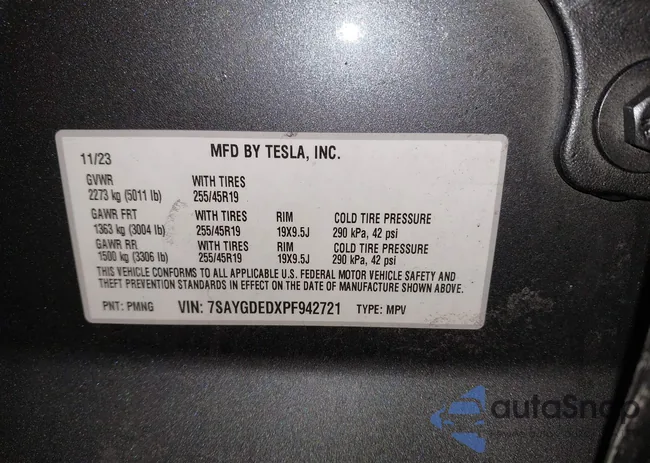 MFD BY TESLA, INC.
11/23
GVWR WITH TIRES
2273 kg (5011 lb) 255/45R19
GAWR FRT WITH TIRES RIM COLD TIRE PRESSURE
1363 kg (3004 lb) 255/45R19 19X9.5J 290 kPa, 42 psi
GAWR RR WITH TIRES RIM COLD TIRE PRESSURE
1500 kg (3306 lb) 255/45R19 19X9.5J 290 kPa, 42 psi
THIS VEHICLE CONFORMS TO ALL APPLICABLE U.S. FEDERAL MOTOR VEHICLE SAFETY AND
THEFT PREVENTION STANDARDS IN EFFECT ON THE DATE OF MANUFACTURE SHOWN ABOVE.
PNT: PMNG VIN: 7SAYGDEDXPF942721 TYPE: MPV
autoSnap